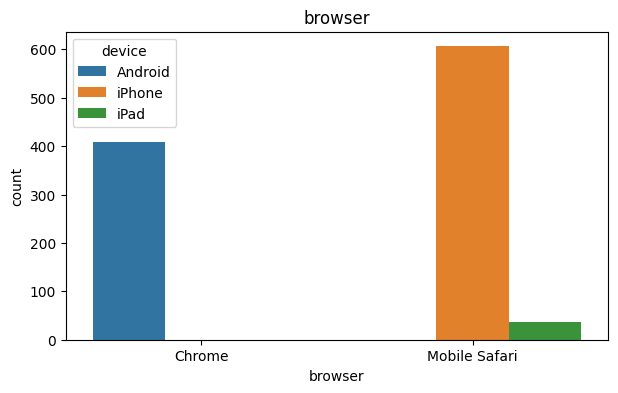 browser
device
Android
iPhone
iPad
count
600
500
400
300
200
100
0
Chrome
Mobile Safari
browser